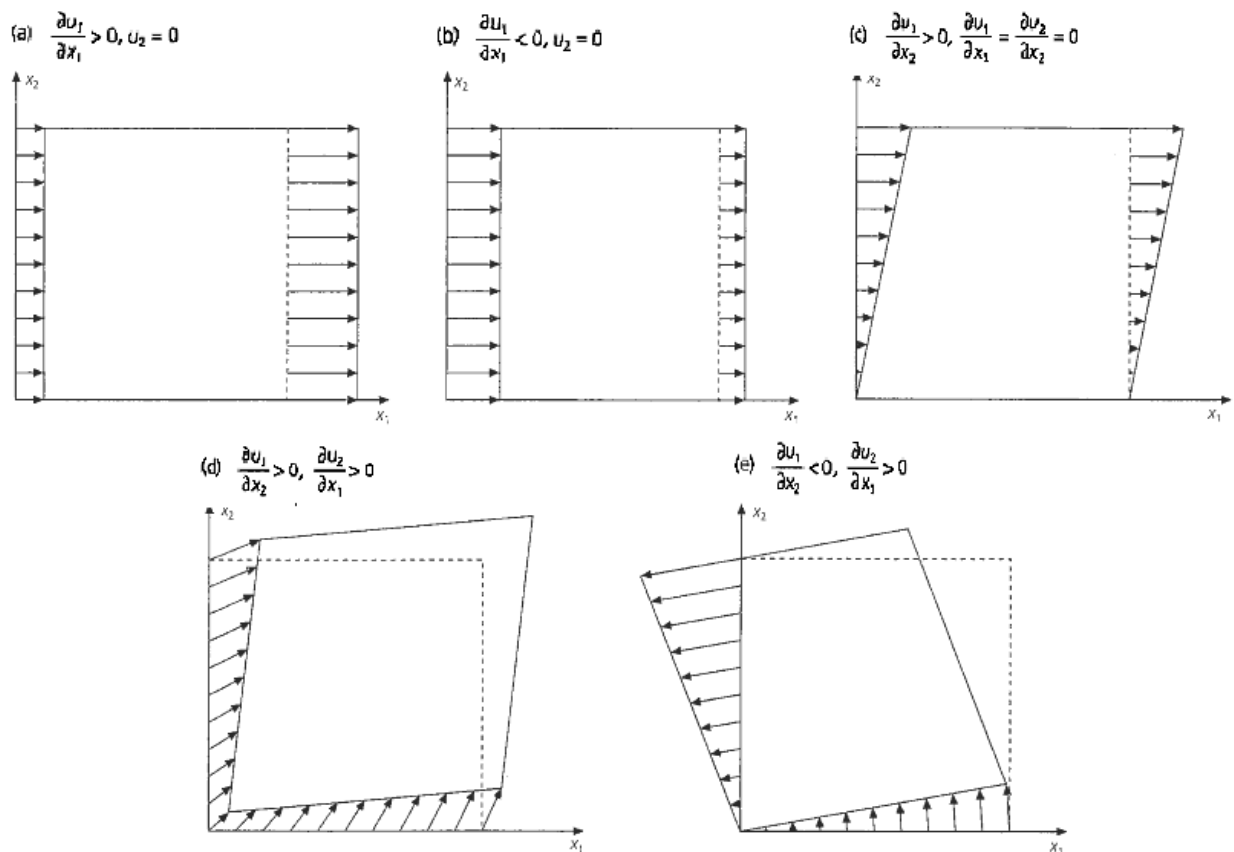 (a) ∂u₁/∂x₁ > 0, u₂ = 0
(b) ∂u₁/∂x₁ < 0, u₂ = 0
(c) ∂u₁/∂x₂ > 0, ∂u₁/∂x₁ = ∂u₂/∂x₂ = 0
x₂
x₂
x₂
x₁
x₁
x₁
(d) ∂u₁/∂x₂ > 0, ∂u₂/∂x₁ > 0
(e) ∂u₁/∂x₂ < 0, ∂u₂/∂x₁ > 0
x₂
x₂
x₁
x₁